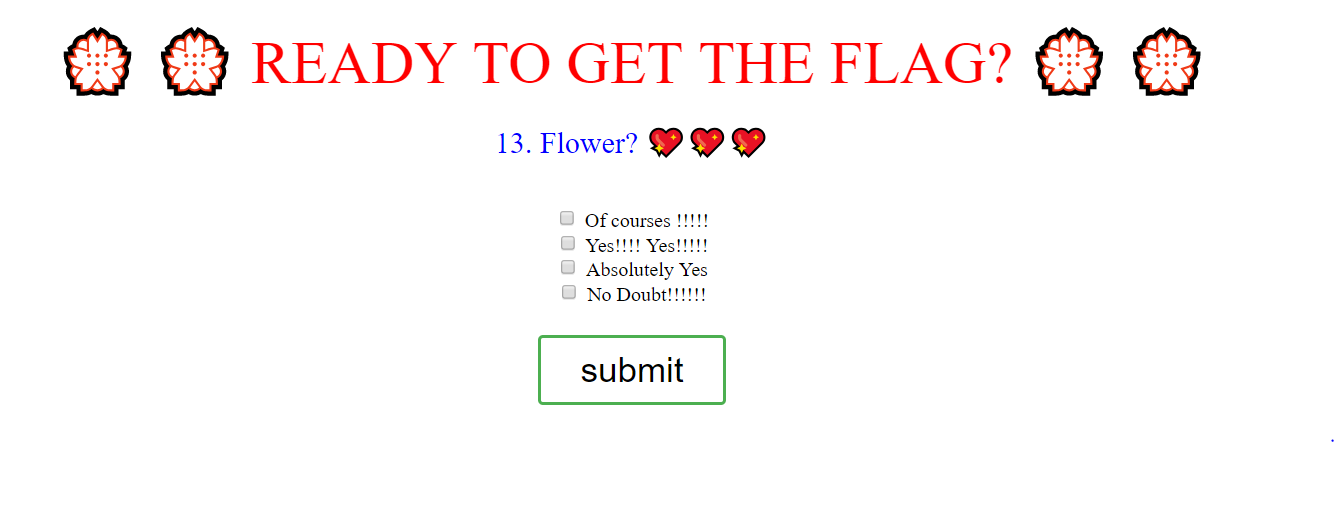 READY TO GET THE FLAG?
13. Flower?
Of courses !!!!!
Yes!!!! Yes!!!!!
Absolutely Yes
No Doubt!!!!!!
submit
.